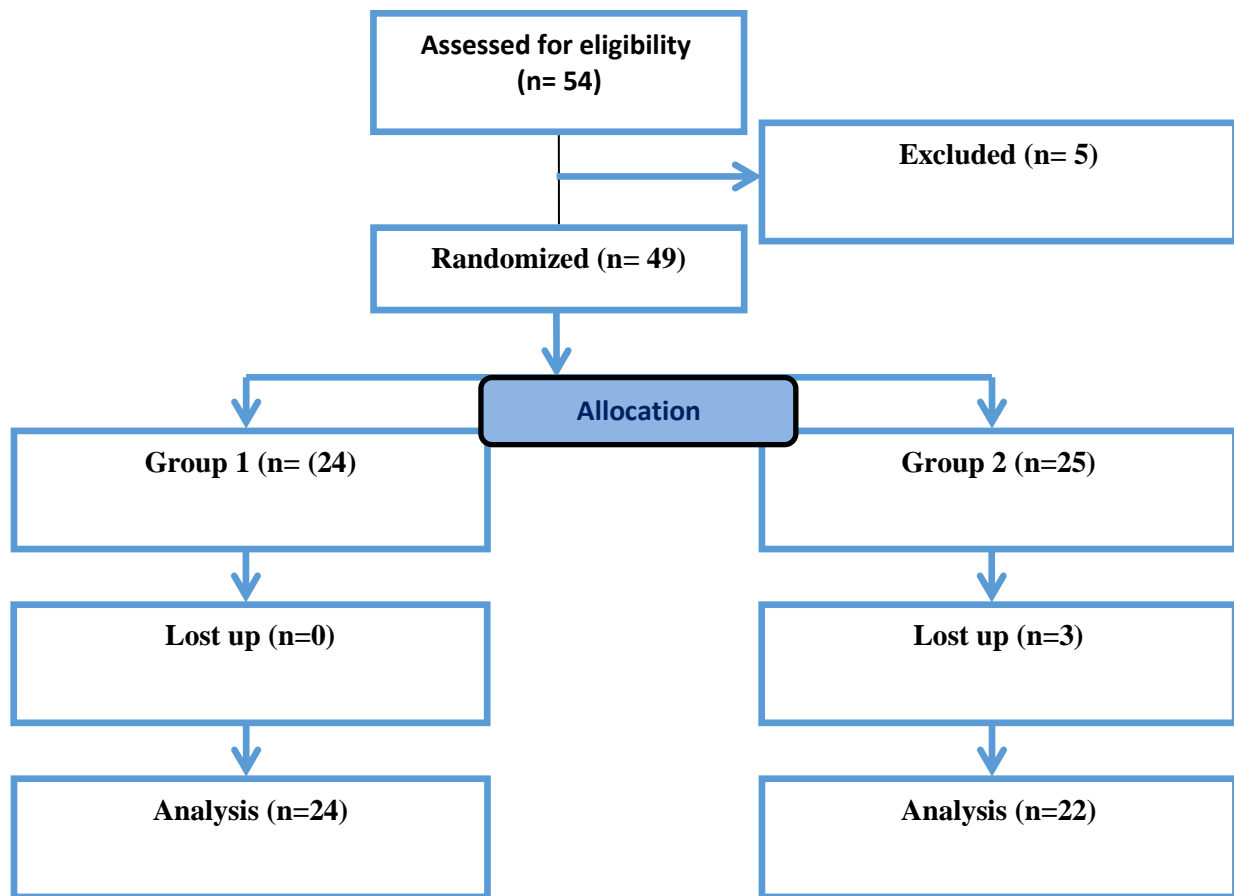 Assessed for eligibility
(n= 54)
Excluded (n= 5)
Randomized (n= 49)
Allocation
Group 1 (n= (24)
Group 2 (n=25)
Lost up (n=0)
Lost up (n=3)
Analysis (n=24)
Analysis (n=22)